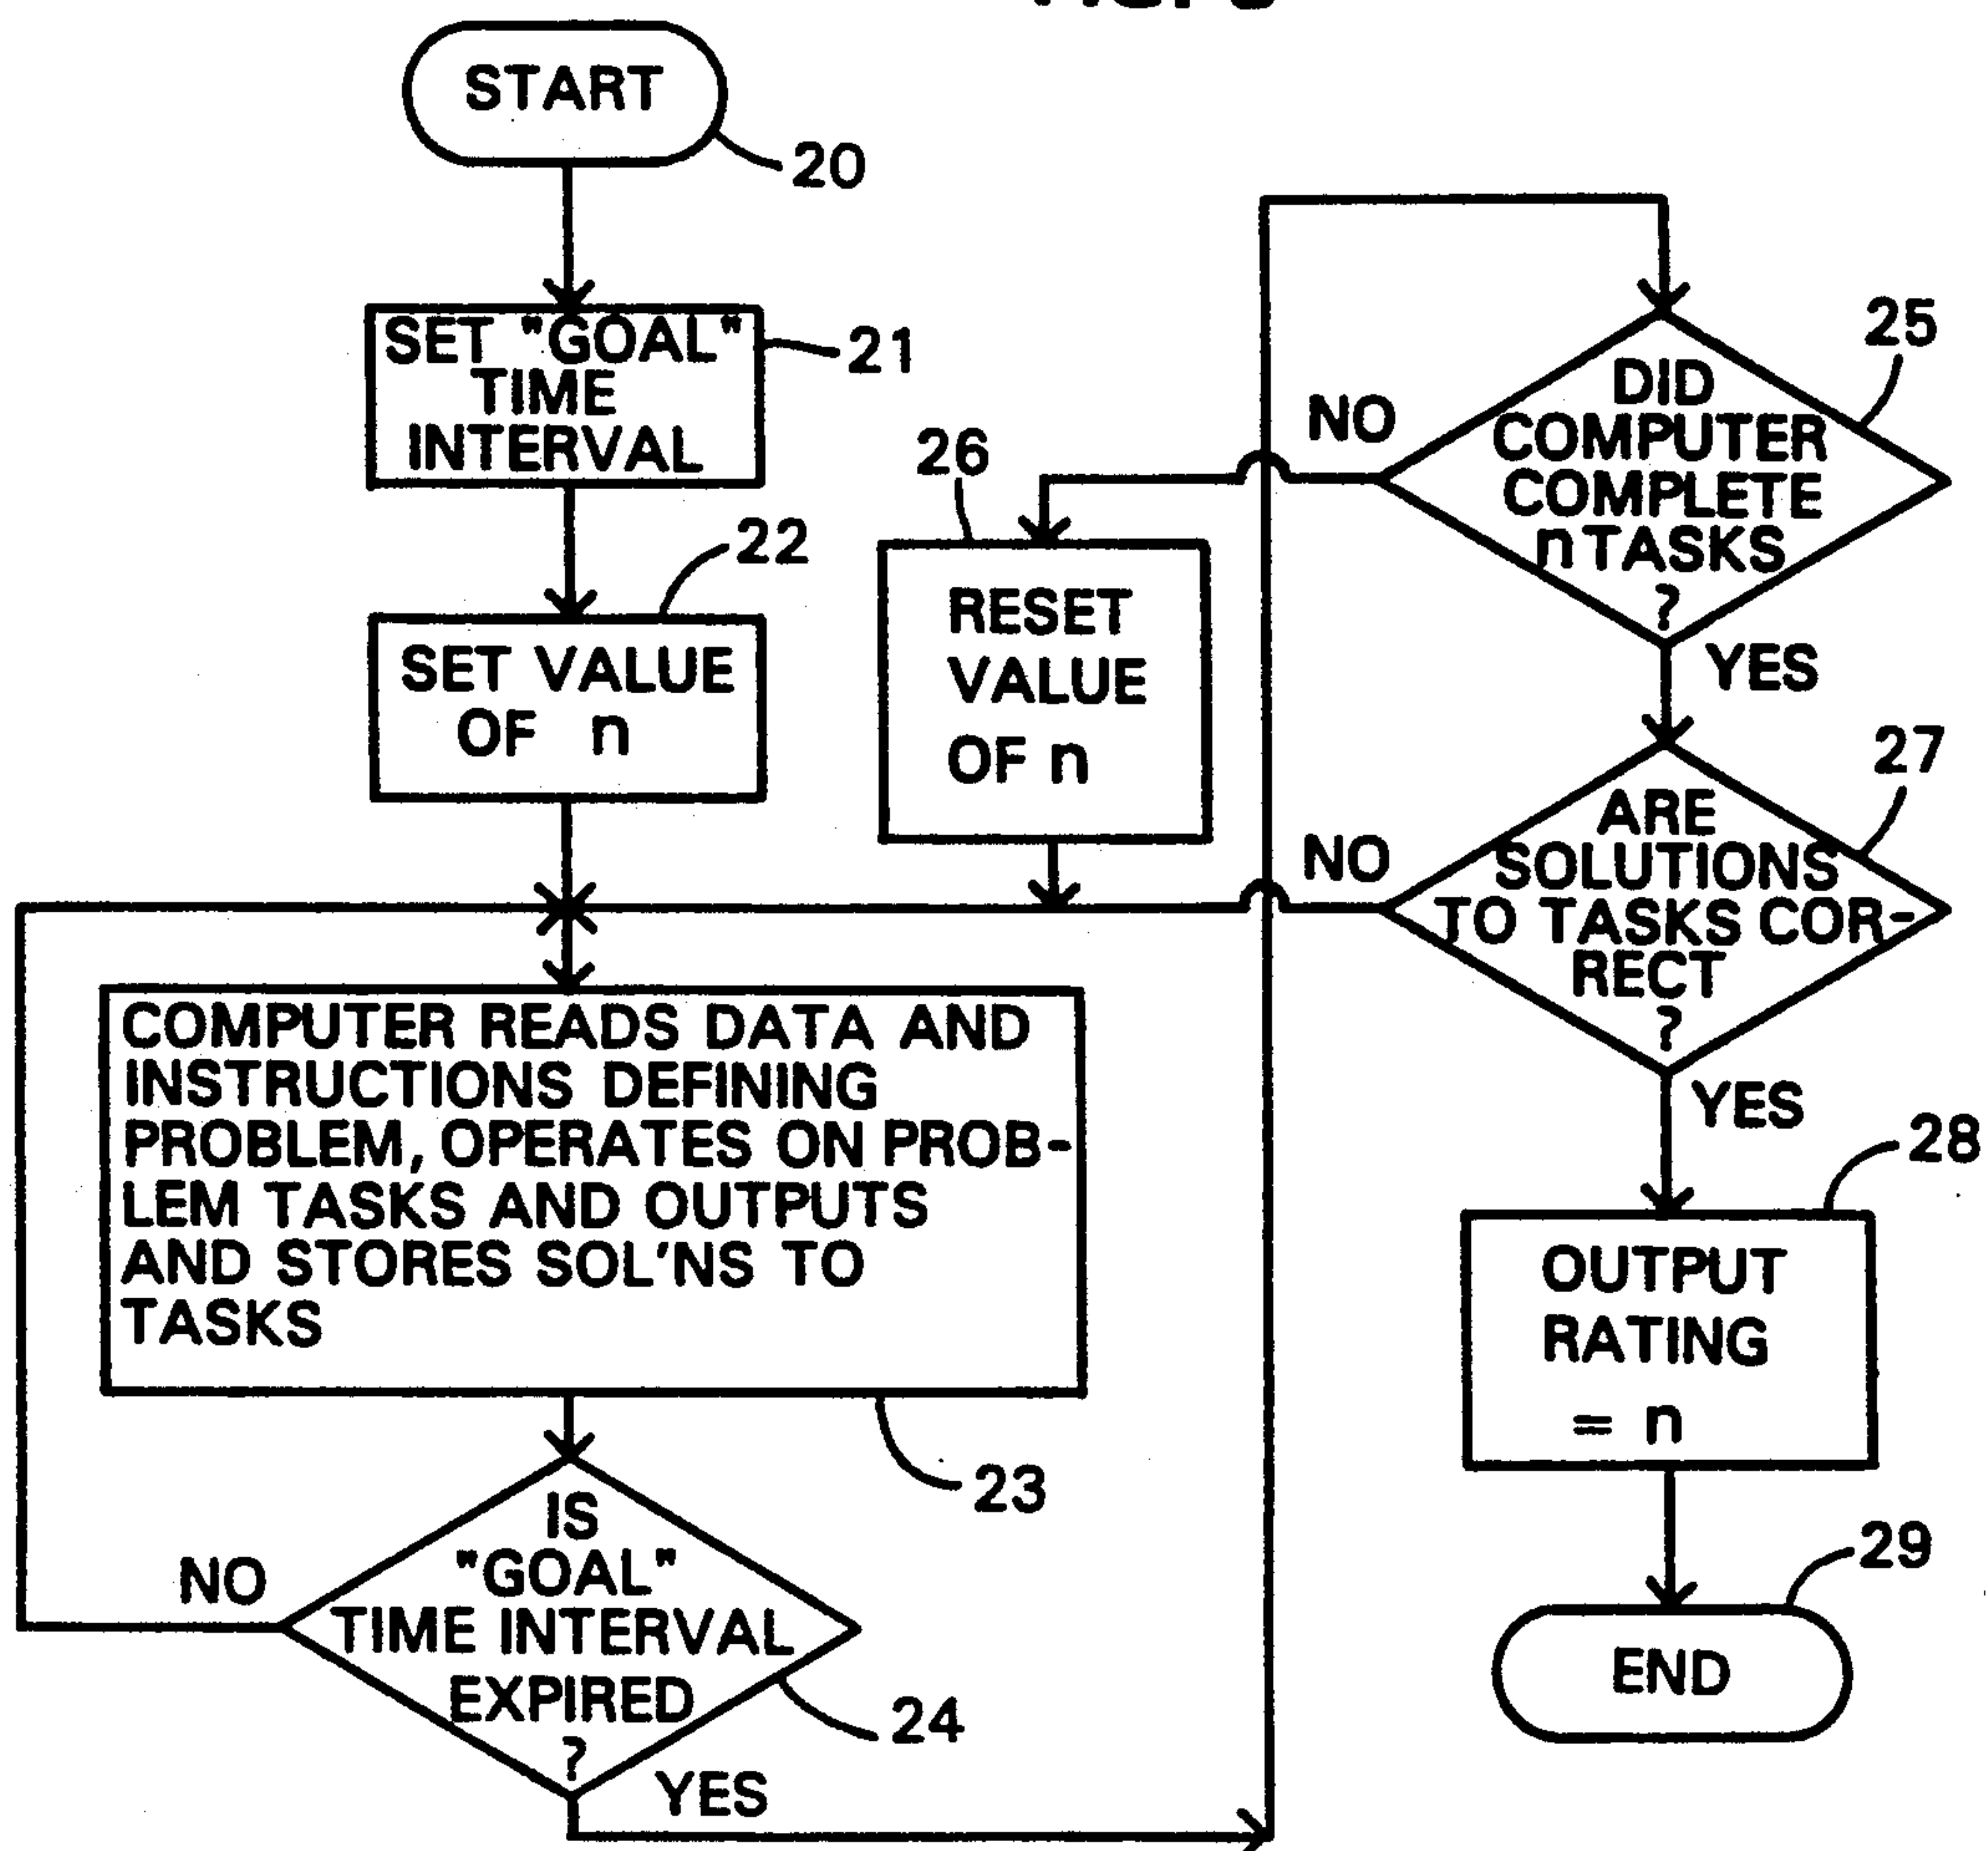 START
20
SET "GOAL"
TIME
INTERVAL
21
22
SET VALUE
OF n
COMPUTER READS DATA AND
INSTRUCTIONS DEFINING
PROBLEM, OPERATES ON PROB-
LEM TASKS AND OUTPUTS
AND STORES SOL'NS TO
TASKS
23
IS
"GOAL"
TIME INTERVAL
EXPIRED
?
NO
24
YES
25
DID
COMPUTER
COMPLETE
n TASKS
?
NO
YES
26
RESET
VALUE
OF n
27
ARE
SOLUTIONS
TO TASKS COR-
RECT
?
NO
YES
28
OUTPUT
RATING
= n
29
END